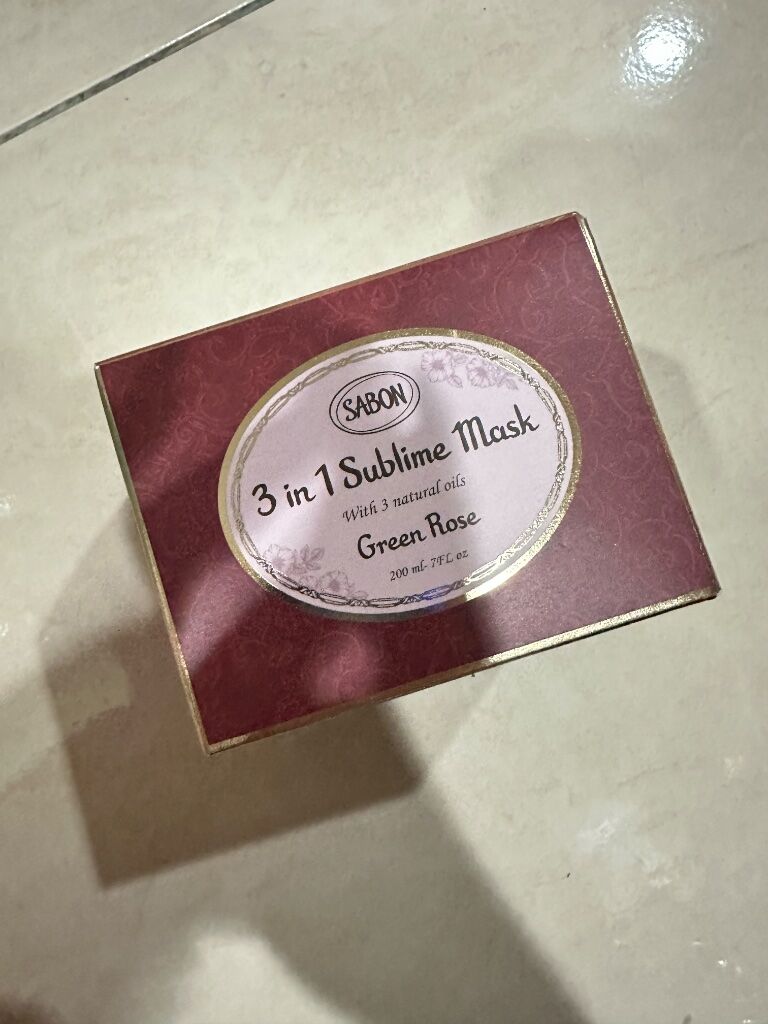 SABON
3 in 1 Sublime Mask
With 3 natural oils
Green Rose
200 ml- 7FL oz